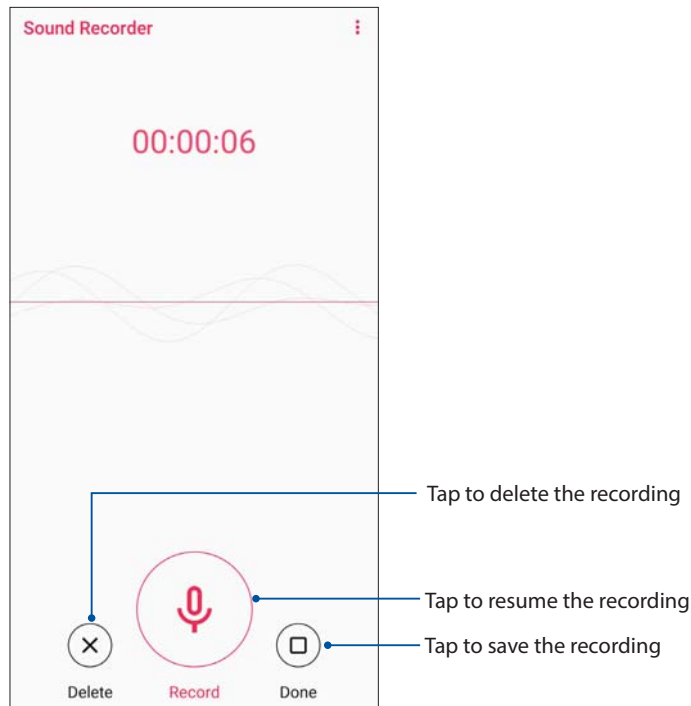 Sound Recorder
00:00:06
Tap to delete the recording
Tap to resume the recording
Tap to save the recording
Delete Record Done